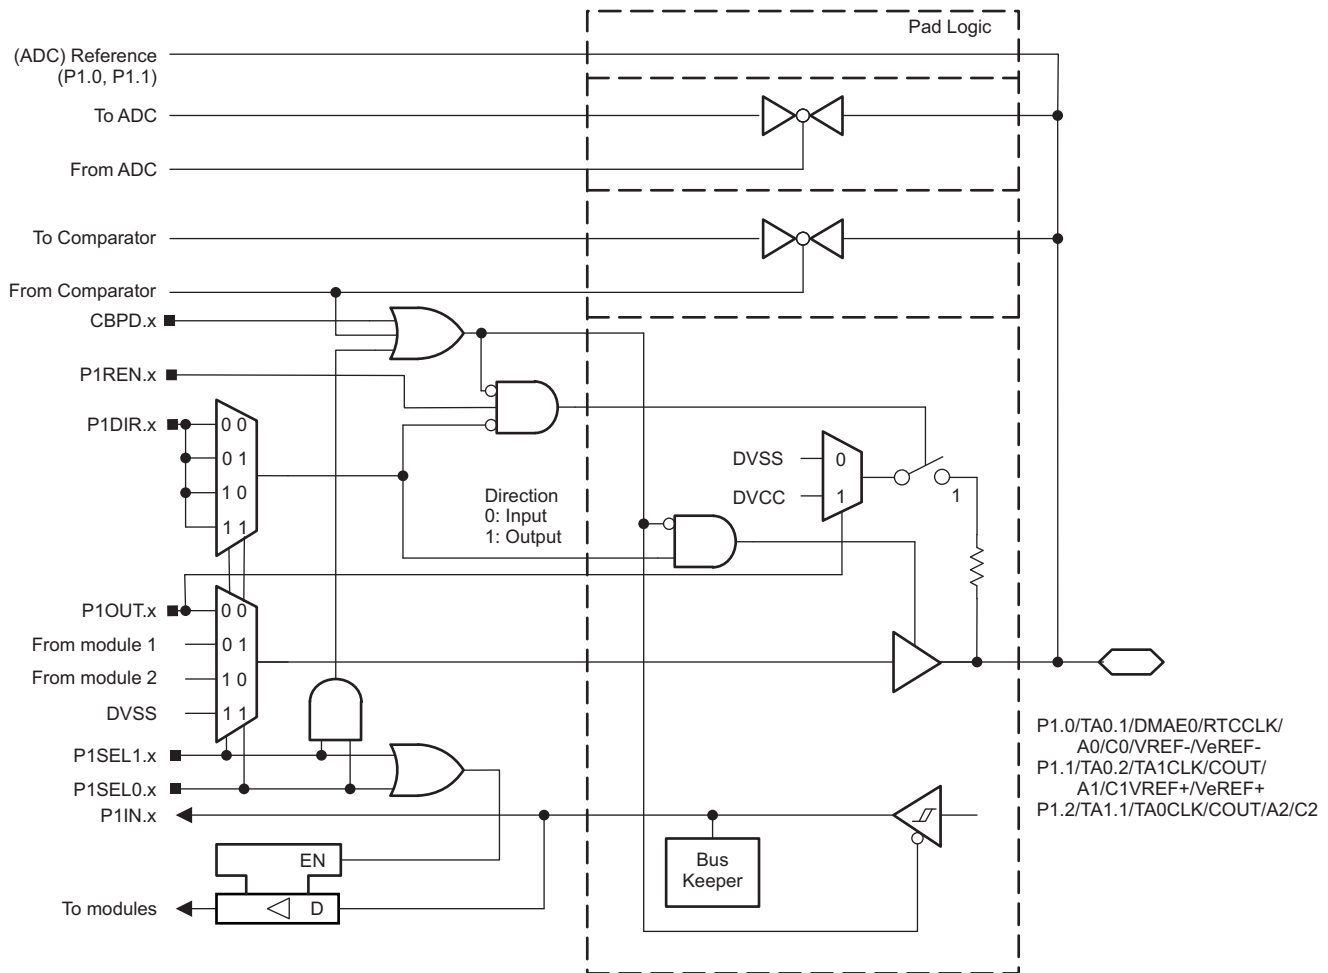 Pad Logic
(ADC) Reference
(P1.0, P1.1)
To ADC
From ADC
To Comparator
From Comparator
CBPD.x
P1REN.x
P1DIR.x
0 0
0 1
1 0
1 1
Direction
0: Input
1: Output
DVSS
0
DVCC
1
1
P1OUT.x
0 0
From module 1
0 1
From module 2
1 0
DVSS
1 1
P1SEL1.x
P1SEL0.x
P1IN.x
EN
D
To modules
Bus
Keeper
P1.0/TA0.1/DMAE0/RTCCLK/
A0/C0/VREF-/VeREF-
P1.1/TA0.2/TA1CLK/COUT/
A1/C1VREF+/VeREF+
P1.2/TA1.1/TA0CLK/COUT/A2/C2